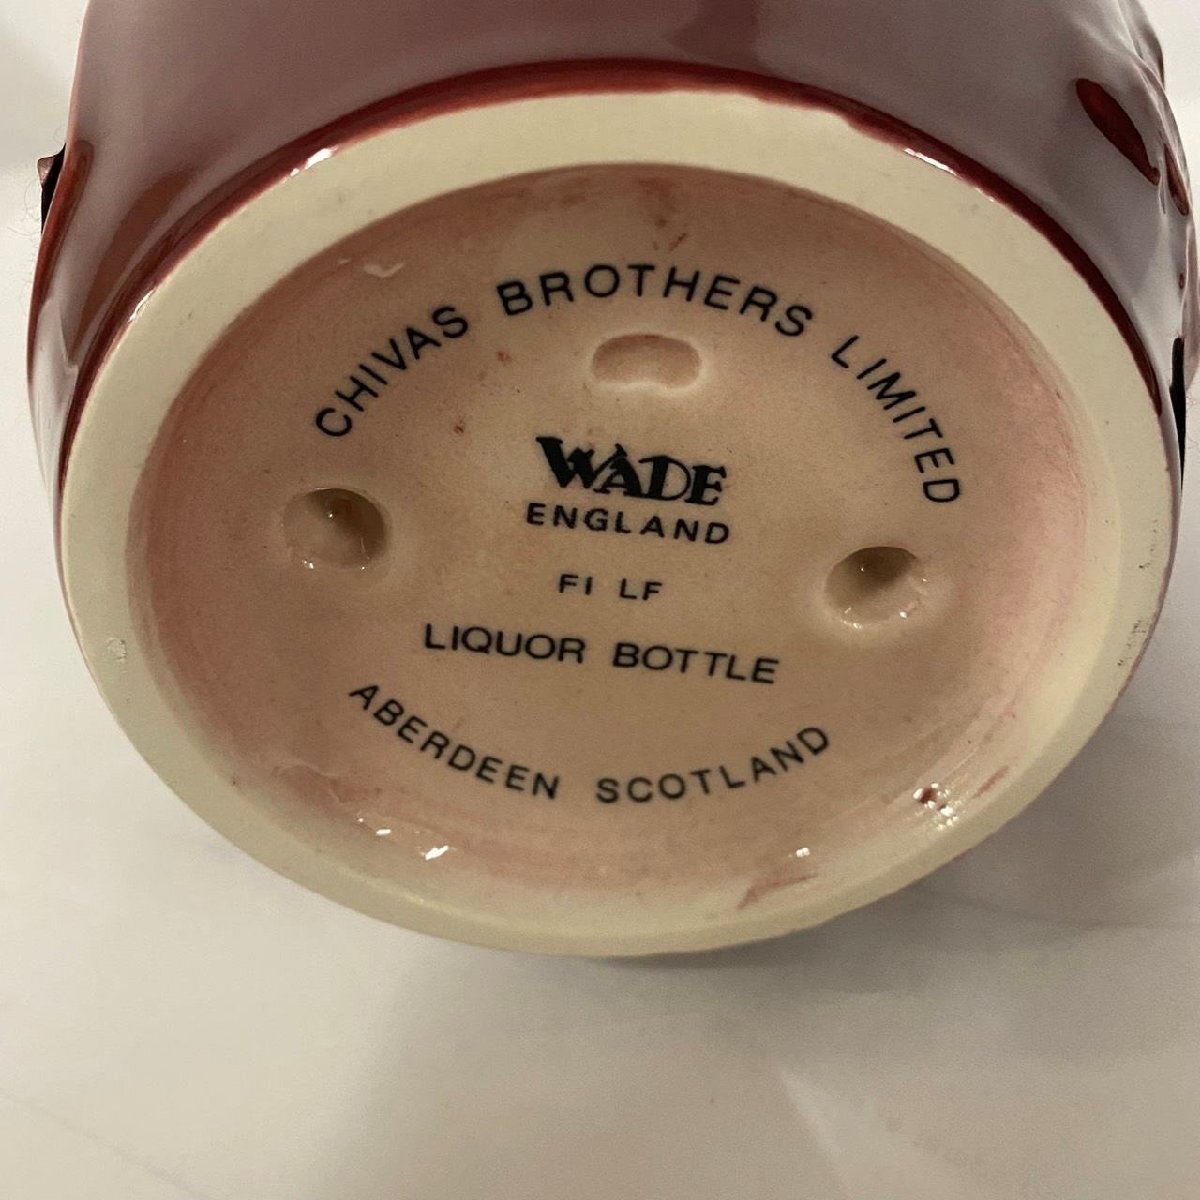 CHIVAS BROTHERS LIMITED
WADE
ENGLAND
FI LF
LIQUOR BOTTLE
ABERDEEN SCOTLAND